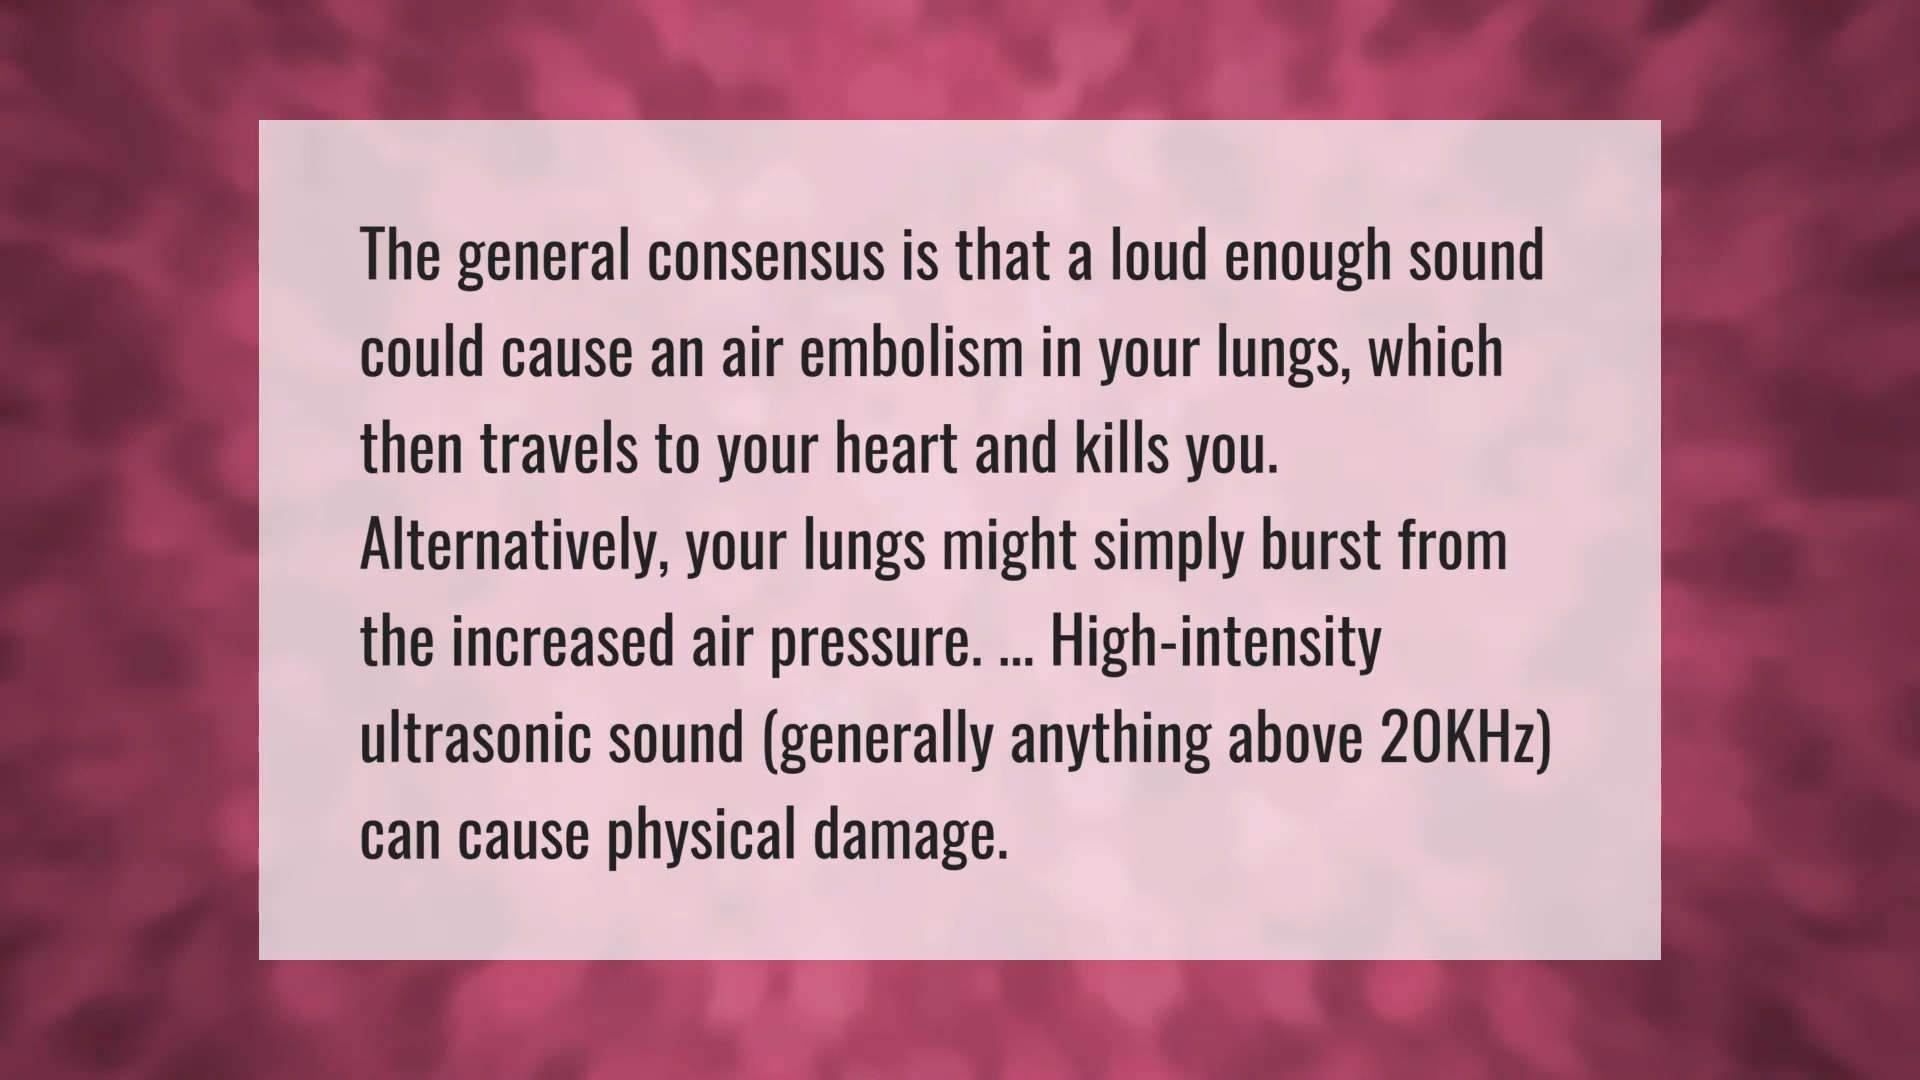 The general consensus is that a loud enough sound
could cause an air embolism in your lungs, which
then travels to your heart and kills you.
Alternatively, your lungs might simply burst from
the increased air pressure. ... High-intensity
ultrasonic sound (generally anything above 20KHz)
can cause physical damage.